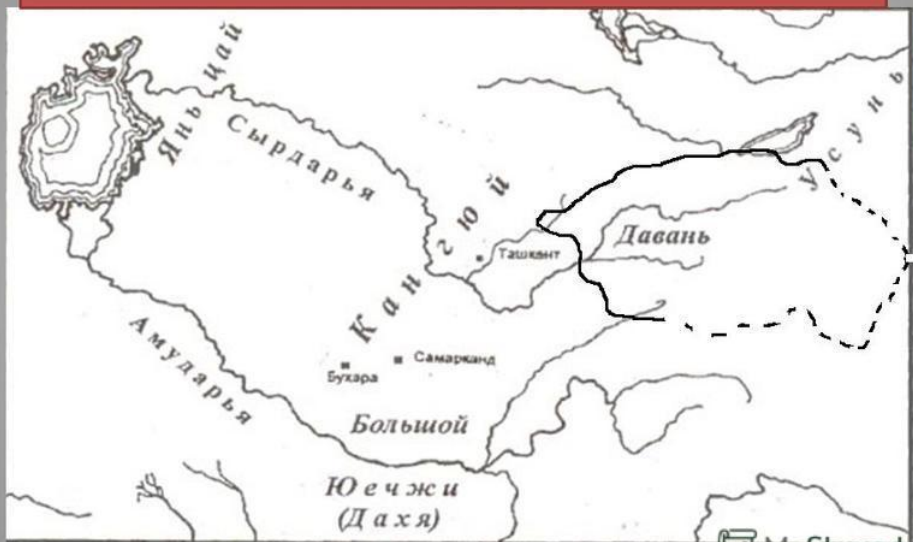 Яньцай
Сырдарья
Усунь
Кангюй
Давань
Ташкент
Амударья
Самарканд
Бухара
Большой
Юечжи
(Дахя)